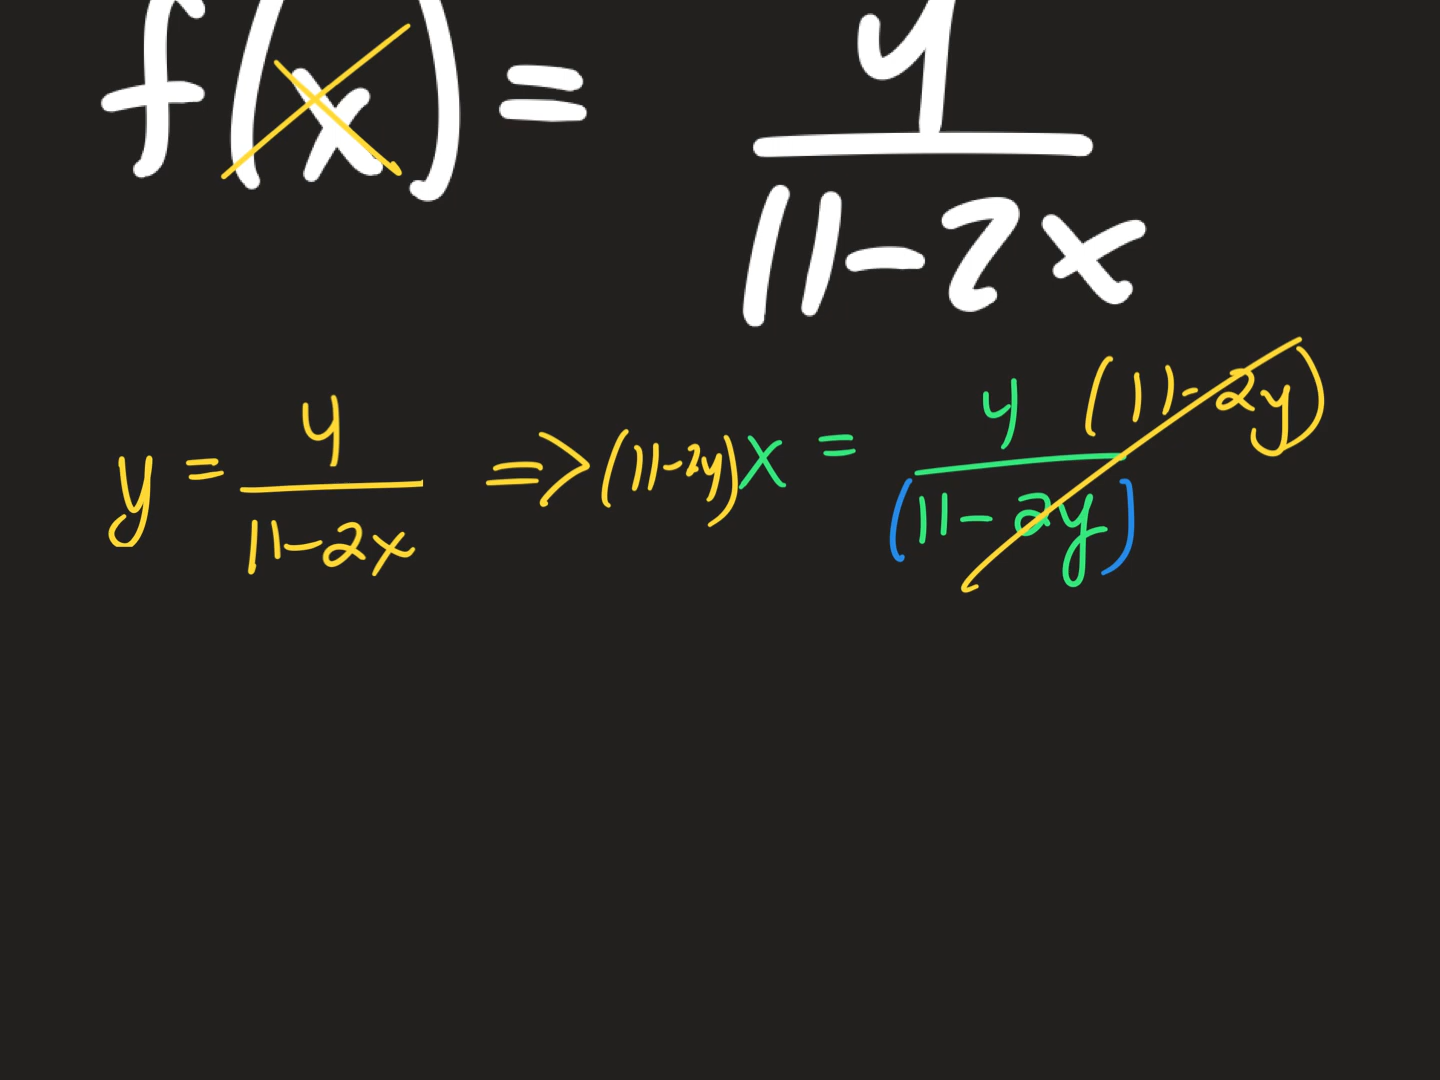 f(x) = 4/(11-2x)
y = 4/(11-2x) => (11-2y)x = 4(11-2y)/(11-2y)